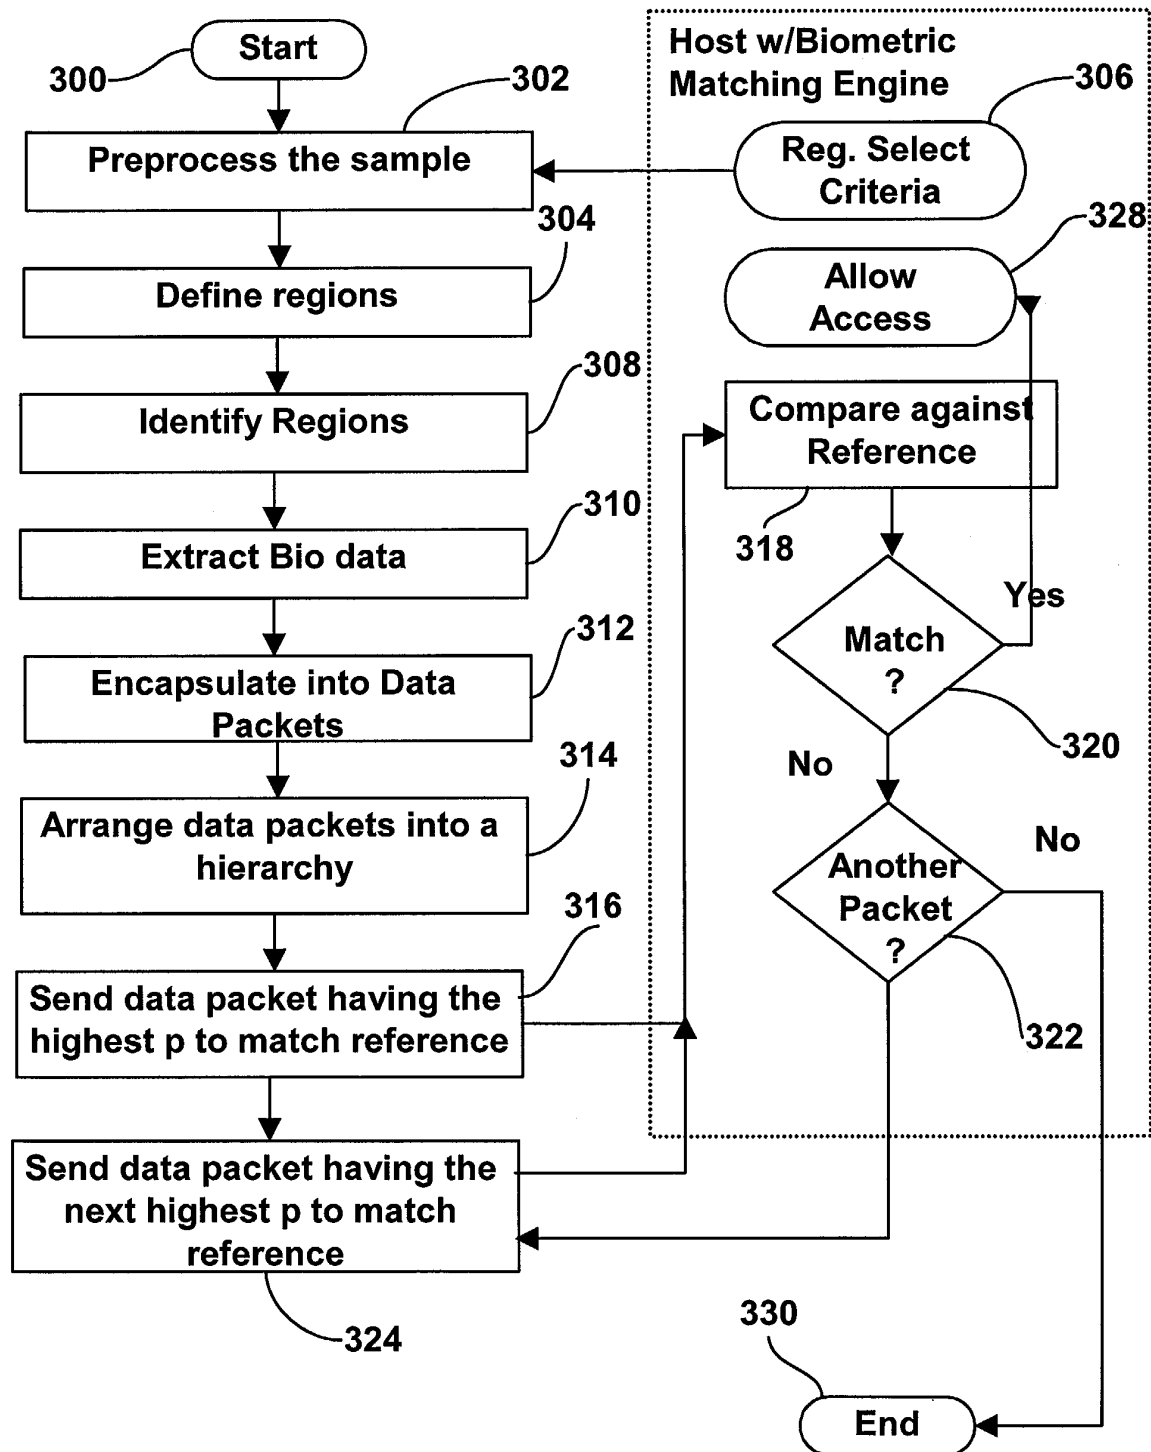 Start
300
302
Preprocess the sample
304
Define regions
308
Identify Regions
310
Extract Bio data
312
Encapsulate into Data
Packets
314
Arrange data packets into a
hierarchy
316
Send data packet having the
highest p to match reference
Send data packet having the
next highest p to match
reference
324
Host w/Biometric
Matching Engine
306
Reg. Select
Criteria
328
Allow
Access
Compare against
Reference
318
Yes
Match
?
320
No
No
Another
Packet
?
322
330
End